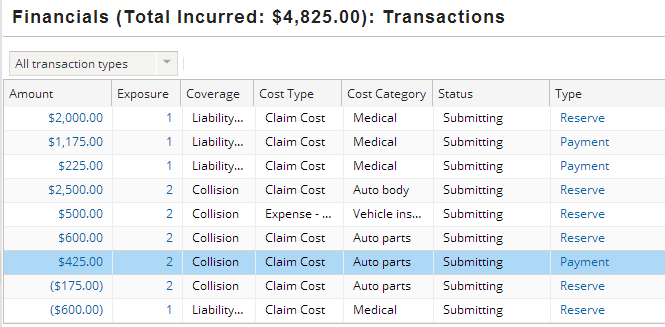 Financials (Total Incurred: $4,825.00): Transactions
All transaction types
Amount Exposure Coverage Cost Type Cost Category Status Type
$2,000.00 1 Liability... Claim Cost Medical Submitting Reserve
$1,175.00 1 Liability... Claim Cost Medical Submitting Payment
$225.00 1 Liability... Claim Cost Medical Submitting Payment
$2,500.00 2 Collision Claim Cost Auto body Submitting Reserve
$500.00 2 Collision Expense - ... Vehicle ins... Submitting Reserve
$600.00 2 Collision Claim Cost Auto parts Submitting Reserve
$425.00 2 Collision Claim Cost Auto parts Submitting Payment
($175.00) 2 Collision Claim Cost Auto parts Submitting Reserve
($600.00) 1 Liability... Claim Cost Medical Submitting Reserve